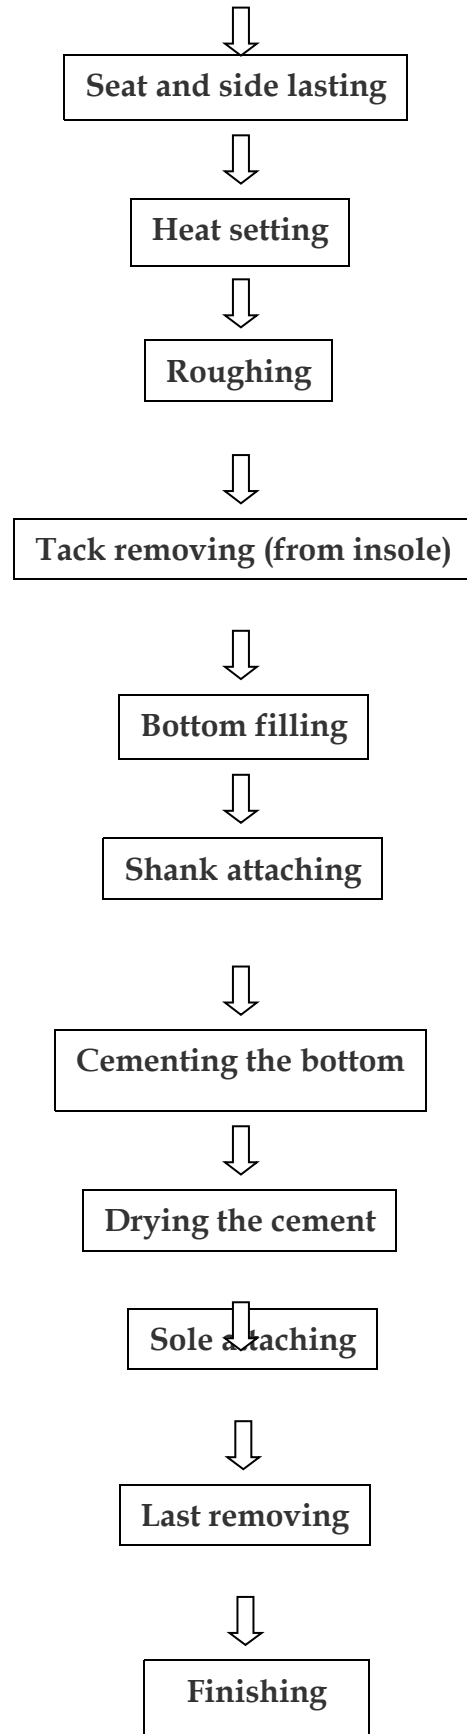 Seat and side lasting
Heat setting
Roughing
Tack removing (from insole)
Bottom filling
Shank attaching
Cementing the bottom
Drying the cement
Sole attaching
Last removing
Finishing